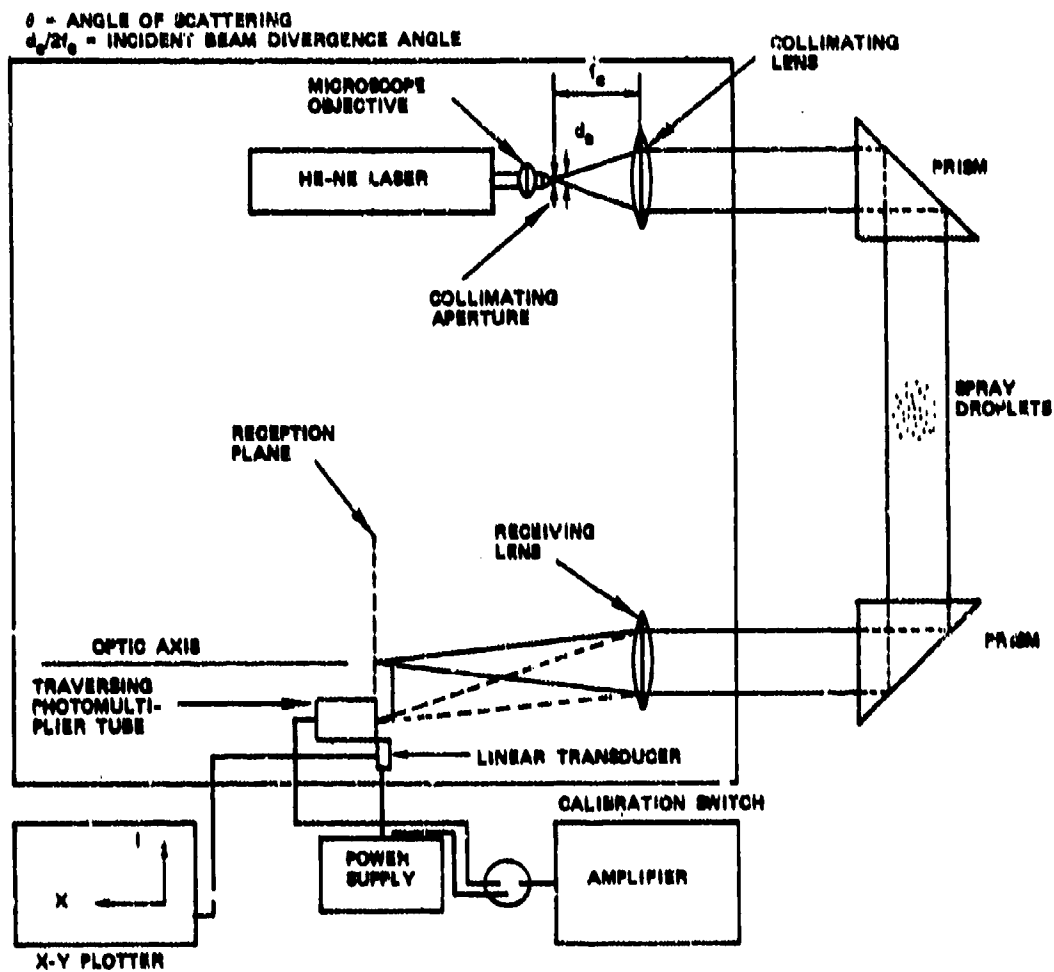 θ = ANGLE OF SCATTERING
dₑ/2fₑ = INCIDENT BEAM DIVERGENCE ANGLE
COLLIMATING
LENS
fₑ
MICROSCOPE
OBJECTIVE
dₑ
HE-NE LASER
PRISM
COLLIMATING
APERTURE
SPRAY
DROPLETS
RECEPTION
PLANE
RECEIVING
LENS
OPTIC AXIS
PRISM
TRAVERSING
PHOTOMULTI-
PLIER TUBE
LINEAR TRANSDUCER
CALIBRATION SWITCH
I
X
POWER
SUPPLY
AMPLIFIER
X-Y PLOTTER